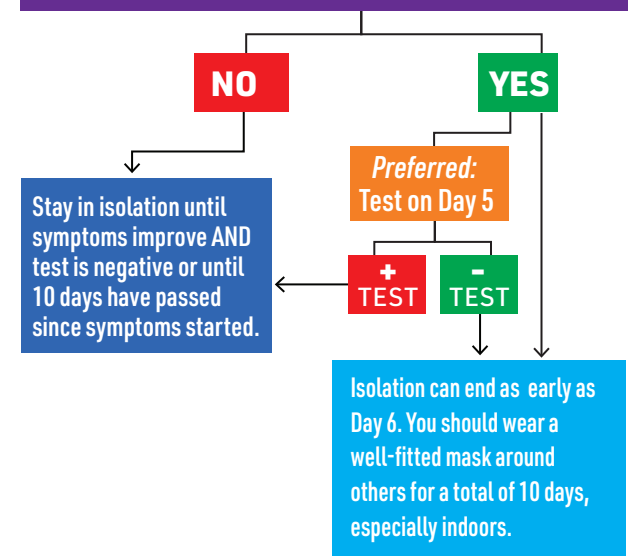 NO
YES
Preferred:
Test on Day 5
Stay in isolation until
symptoms improve AND
test is negative or until
10 days have passed
since symptoms started.
+
TEST
-
TEST
Isolation can end as early as
Day 6. You should wear a
well-fitted mask around
others for a total of 10 days,
especially indoors.